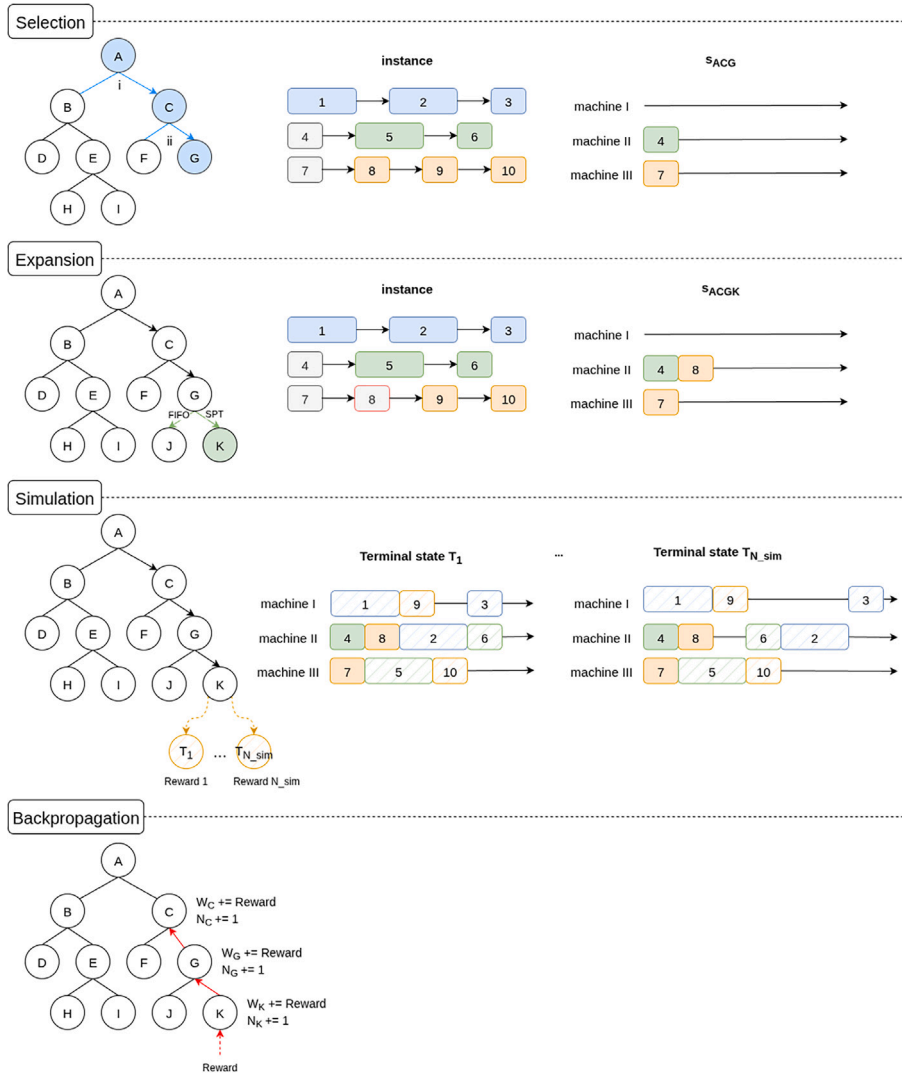 Selection
A
i
B
C
D
E
F
ii
G
H
I
instance
1
2
3
4
5
6
7
8
9
10
sACG
machine I
machine II
4
machine III
7
Expansion
A
B
C
D
E
F
G
FIFO
SPT
H
I
J
K
instance
1
2
3
4
5
6
7
8
9
10
sACGK
machine I
machine II
4
8
machine III
7
Simulation
A
B
C
D
E
F
G
H
I
J
K
T1
...
TN_sim
Reward 1
Reward N_sim
Terminal state T1
machine I
1
9
3
machine II
4
8
2
6
machine III
7
5
10
...
Terminal state TN_sim
machine I
1
9
3
machine II
4
8
6
2
machine III
7
5
10
Backpropagation
A
B
C
WC += Reward
NC += 1
D
E
F
G
WG += Reward
NG += 1
H
I
J
K
WK += Reward
NK += 1
Reward